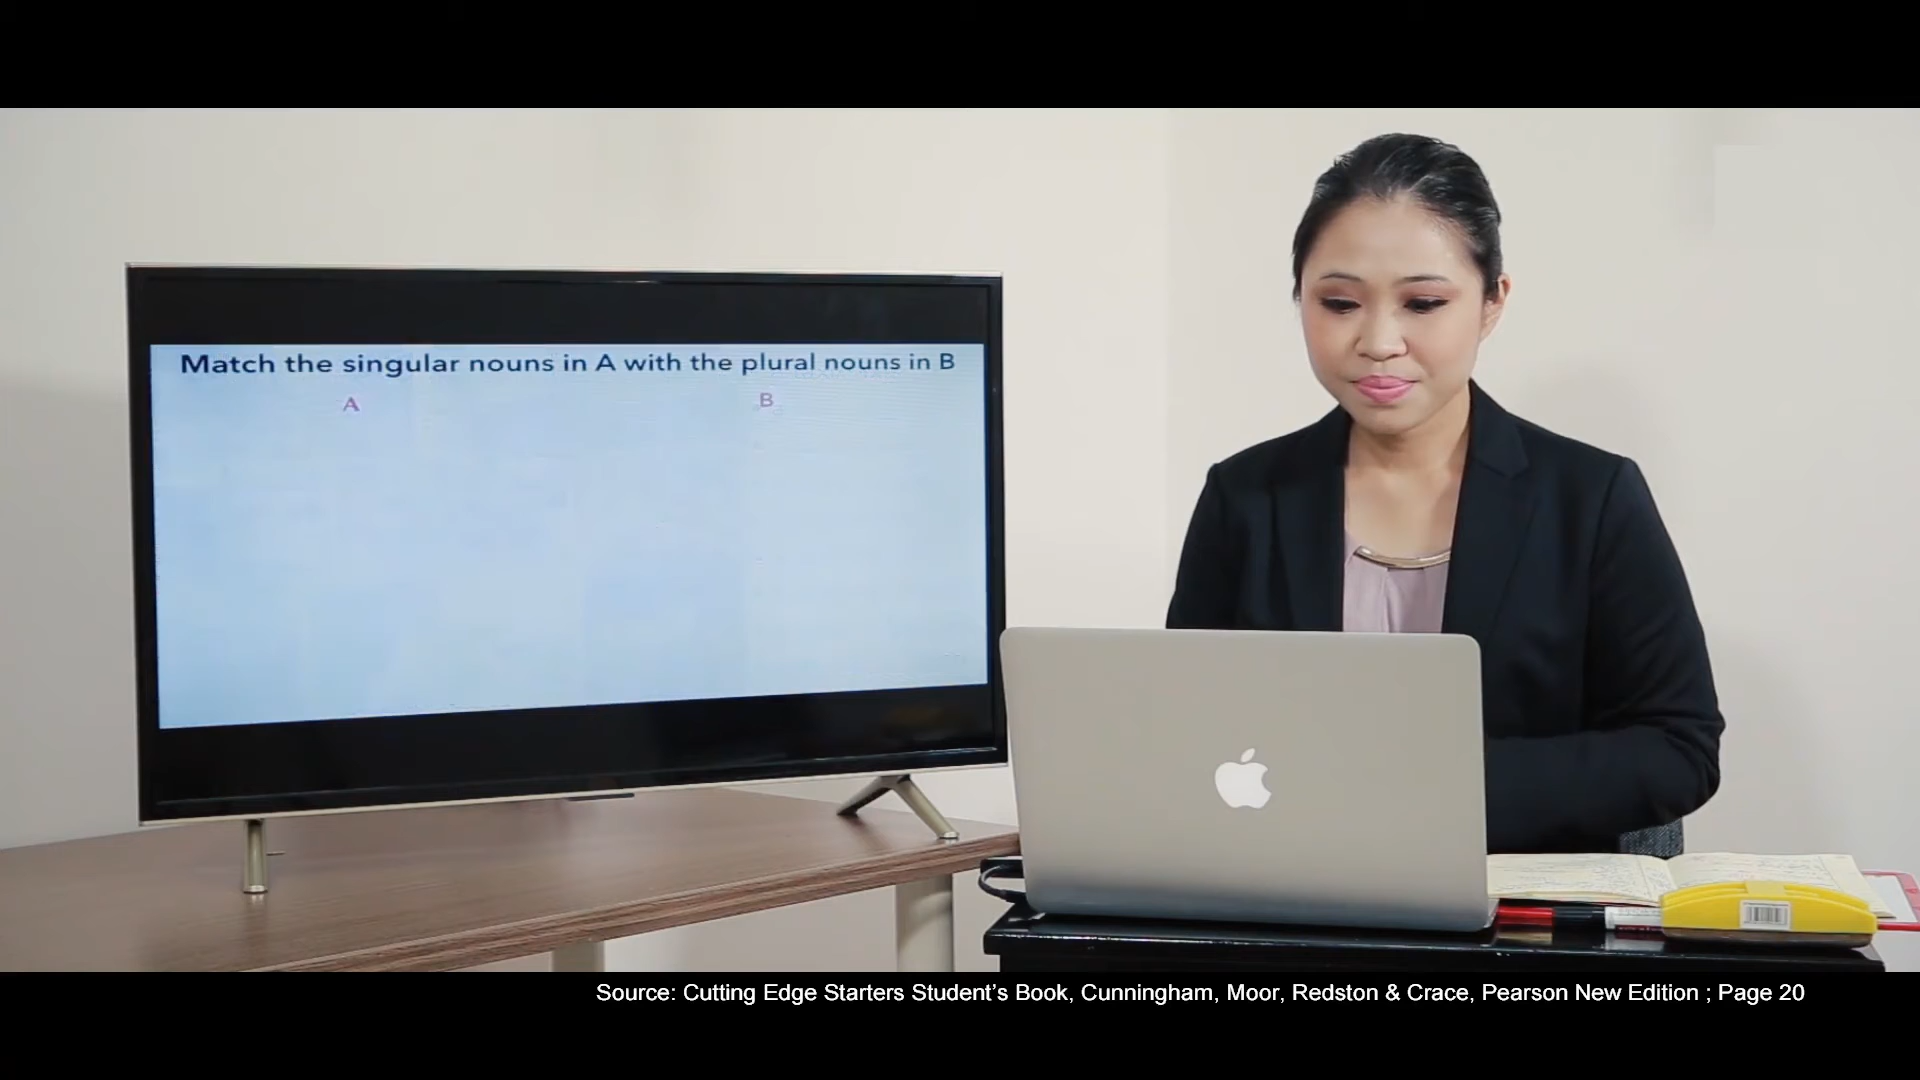 Match the singular nouns in A with the plural nouns in B
A
B
Source: Cutting Edge Starters Student’s Book, Cunningham, Moor, Redston & Crace, Pearson New Edition ; Page 20